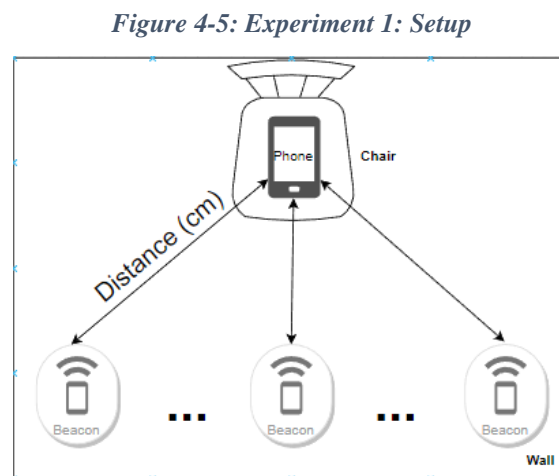 Figure 4-5: Experiment 1: Setup
Phone
Chair
Distance (cm)
Beacon
... 
Beacon
...
Beacon
Wall